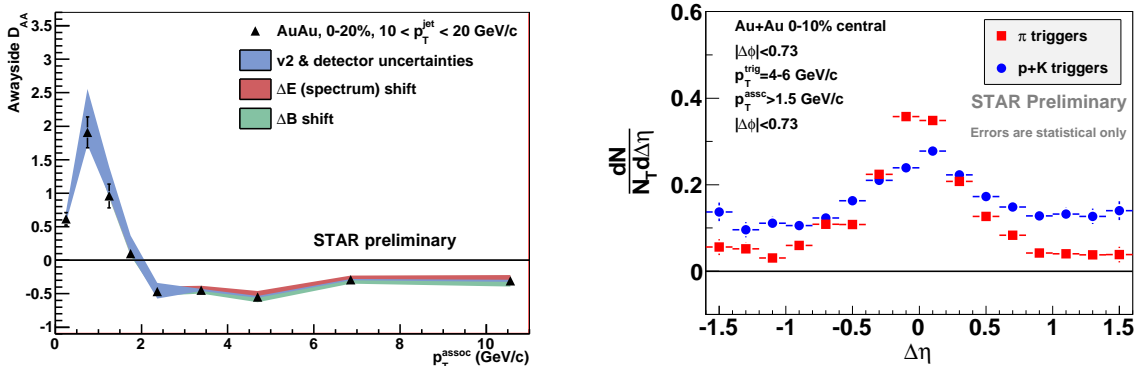 Awayside D_AA
3.5
3
2.5
2
1.5
1
0.5
0
-0.5
-1
AuAu, 0-20%, 10 < p_T^jet < 20 GeV/c
v2 & detector uncertainties
ΔE (spectrum) shift
ΔB shift
STAR preliminary
0 2 4 6 8 10
p_T^assoc (GeV/c)
dN
N_T dΔη
0.6
0.4
0.2
0
Au+Au 0-10% central
|Δϕ|<0.73
p_T^trig=4-6 GeV/c
p_T^assc>1.5 GeV/c
|Δϕ|<0.73
π triggers
p+K triggers
STAR Preliminary
Errors are statistical only
-1.5 -1 -0.5 0 0.5 1 1.5
Δη